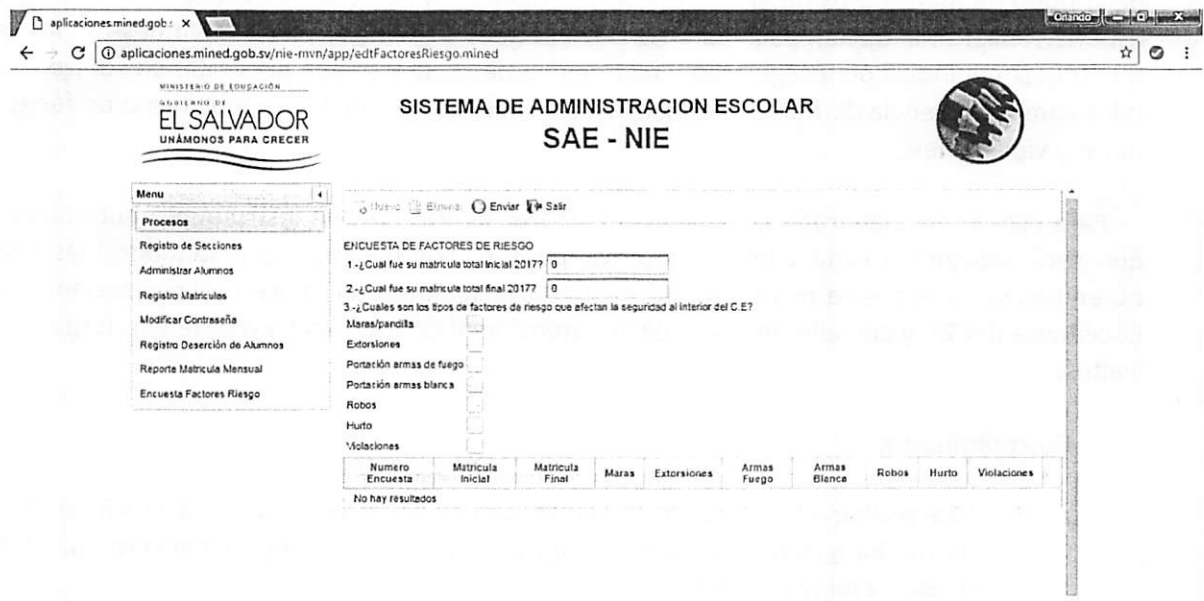 aplicaciones.mined.gob.s
Orlando
aplicaciones.mined.gob.sv/nie-mvn/app/edtFactoresRiesgo.mined
MINISTERIO DE EDUCACIÓN
GOBIERNO DE
EL SALVADOR
UNÁMONOS PARA CRECER
SISTEMA DE ADMINISTRACION ESCOLAR
SAE - NIE
Menu
Procesos
Registro de Secciones
Administrar Alumnos
Registro Matriculas
Modificar Contraseña
Registro Deserción de Alumnos
Reporte Matricula Mensual
Encuesta Factores Riesgo
Nuevo Eliminar Enviar Salir
ENCUESTA DE FACTORES DE RIESGO
1.-¿Cual fue su matricula total Inicial 2017? 0
2.-¿Cual fue su matricula total final 2017? 0
3.-¿Cuáles son los tipos de factores de riesgo que afectan la seguridad al interior del C.E?
Maras/pandilla
Extorsiones
Portación armas de fuego
Portación armas blanca
Robos
Hurto
Violaciones
Numero Encuesta Matricula Inicial Matricula Final Maras Extorsiones Armas Fuego Armas Blanca Robos Hurto Violaciones
No hay resultados